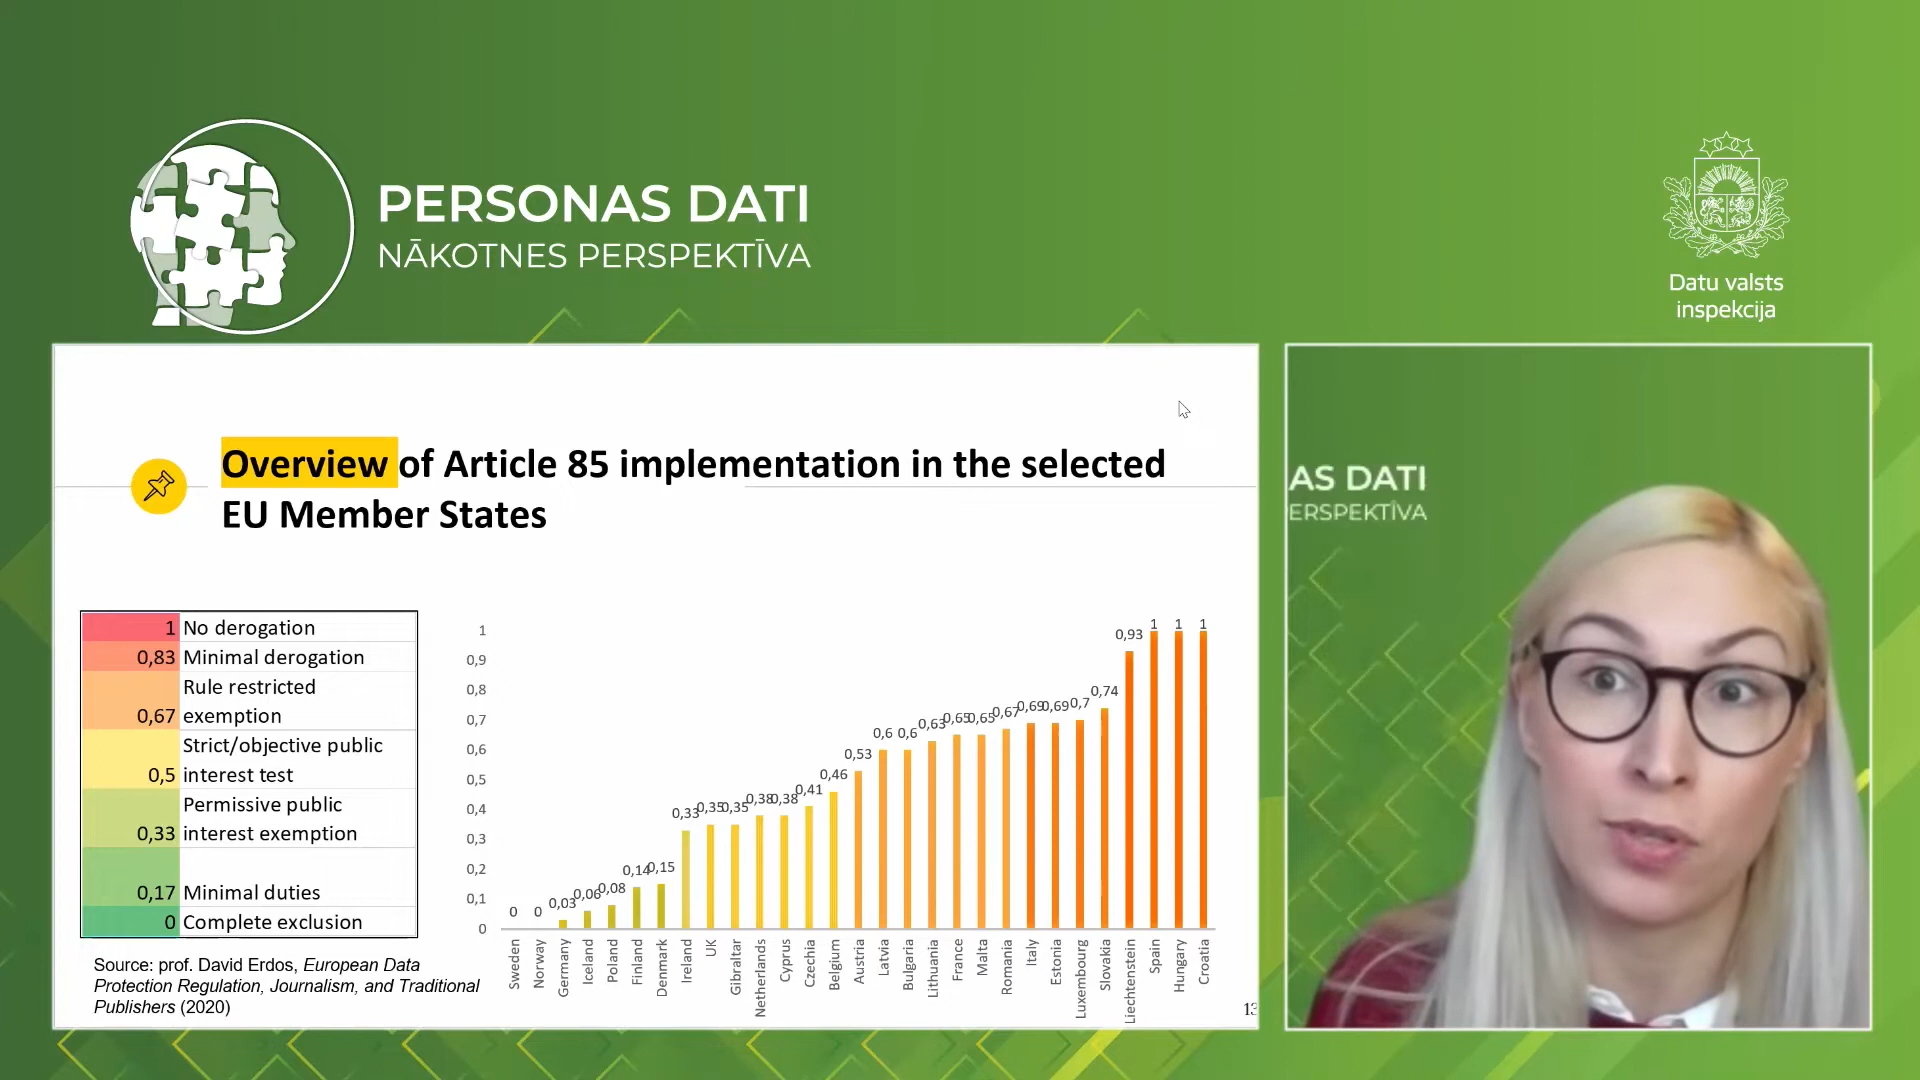 PERSONAS DATI
NĀKOTNES PERSPEKTĪVA
Datu valsts
inspekcija
Overview of Article 85 implementation in the selected
EU Member States
1 No derogation
0,83 Minimal derogation
Rule restricted
0,67 exemption
Strict/objective public
0,5 interest test
Permissive public
0,33 interest exemption
0,17 Minimal duties
0 Complete exclusion
Source: prof. David Erdos, European Data
Protection Regulation, Journalism, and Traditional
Publishers (2020)
1
0,9
0,8
0,7
0,6
0,5
0,4
0,3
0,2
0,1
0
0 0 0,03 0,06 0,08 0,14 0,15 0,33 0,35 0,35 0,38 0,38 0,41 0,46 0,53 0,6 0,6 0,63 0,65 0,65 0,67 0,69 0,69 0,7 0,74 0,93 1 1 1
Sweden
Norway
Germany
Iceland
Poland
Finland
Denmark
Ireland
UK
Gibraltar
Netherlands
Cyprus
Czechia
Belgium
Austria
Latvia
Bulgaria
Lithuania
France
Malta
Romania
Italy
Estonia
Luxembourg
Slovakia
Liechtenstein
Spain
Hungary
Croatia
13
AS DATI
ERSPEKTĪVA